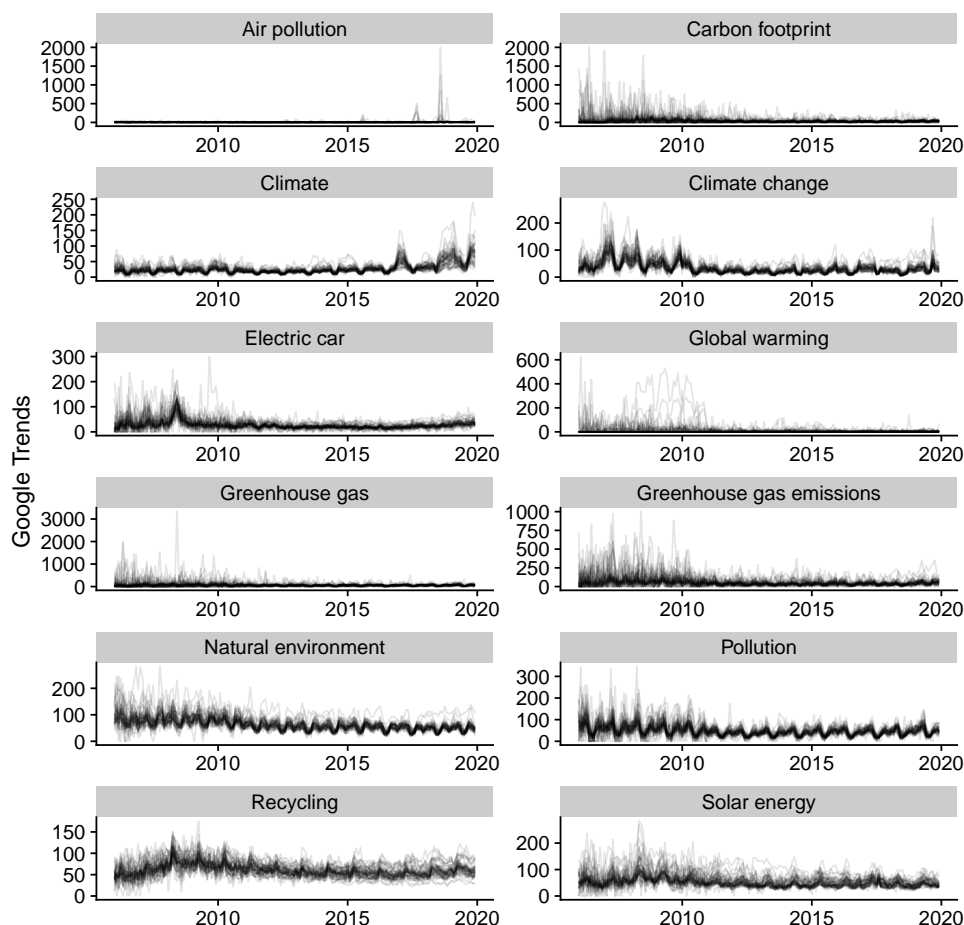 Google Trends
Air pollution
2000
1500
1000
500
0
2010 2015 2020
Carbon footprint
2000
1500
1000
500
0
2010 2015 2020
Climate
250
200
150
100
50
0
2010 2015 2020
Climate change
200
100
0
2010 2015 2020
Electric car
300
200
100
0
2010 2015 2020
Global warming
600
400
200
0
2010 2015 2020
Greenhouse gas
3000
2000
1000
0
2010 2015 2020
Greenhouse gas emissions
1000
750
500
250
0
2010 2015 2020
Natural environment
200
100
0
2010 2015 2020
Pollution
300
200
100
0
2010 2015 2020
Recycling
150
100
50
0
2010 2015 2020
Solar energy
200
100
0
2010 2015 2020